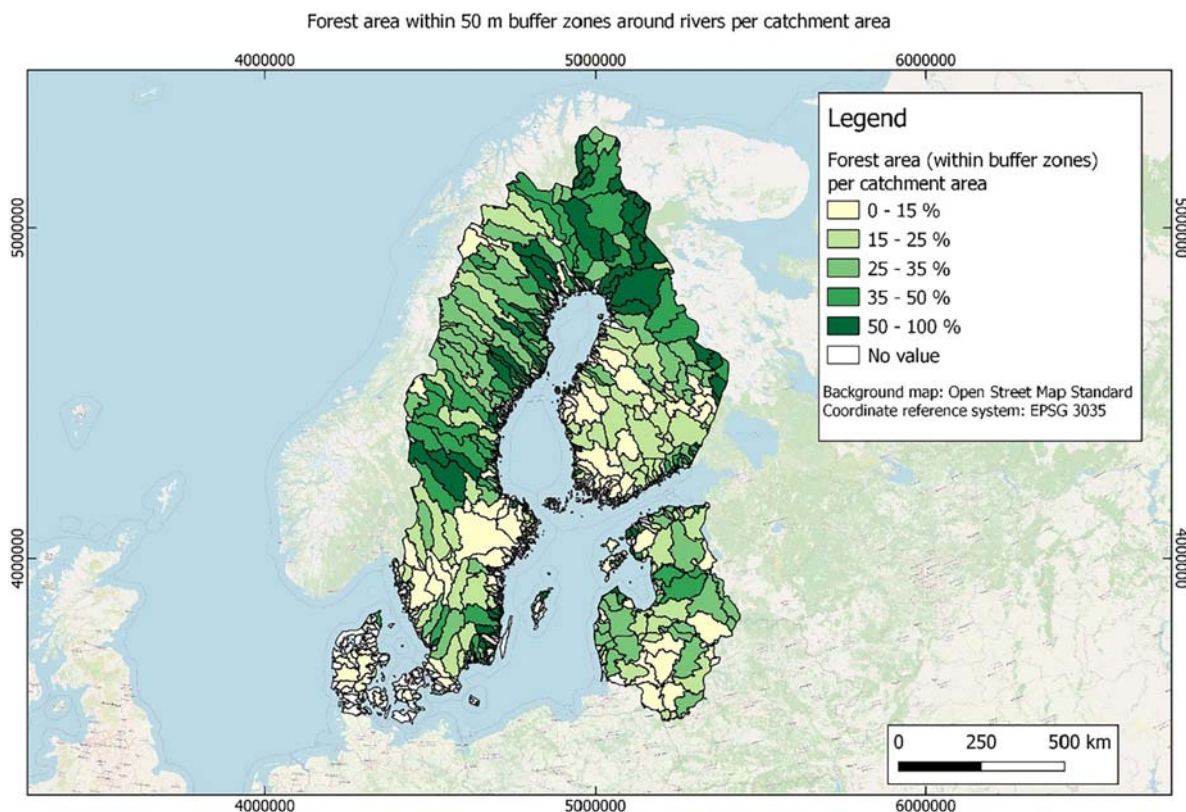 Forest area within 50 m buffer zones around rivers per catchment area
4000000 5000000 6000000
Legend
Forest area (within buffer zones)
per catchment area
0 - 15 %
15 - 25 %
25 - 35 %
35 - 50 %
50 - 100 %
No value
Background map: Open Street Map Standard
Coordinate reference system: EPSG 3035
5000000 5000000
4000000 4000000
0 250 500 km
4000000 5000000 6000000